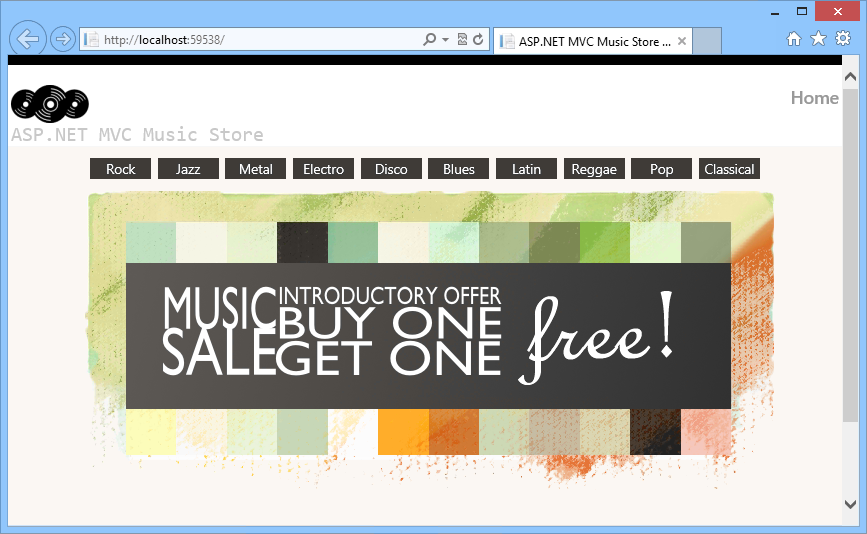 http://localhost:59538/
ASP.NET MVC Music Store ...
Home
ASP.NET MVC Music Store
Rock Jazz Metal Electro Disco Blues Latin Reggae Pop Classical
MUSIC SALE
INTRODUCTORY OFFER
BUY ONE
GET ONE
free!